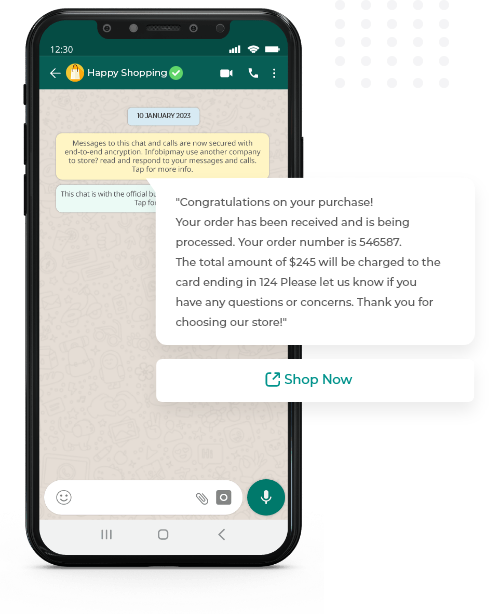 12:30
Happy Shopping
10 JANUARY 2023
Messages to this chat and calls are now secured with
end-to-end ancryption. Infobipmay use another company
to store? read and respond to your messages and calls.
Tap for more info.
This chat is with the official bu
Tap fo
"Congratulations on your purchase!
Your order has been received and is being
processed. Your order number is 546587.
The total amount of $245 will be charged to the
card ending in 124 Please let us know if you
have any questions or concerns. Thank you for
choosing our store!"
Shop Now